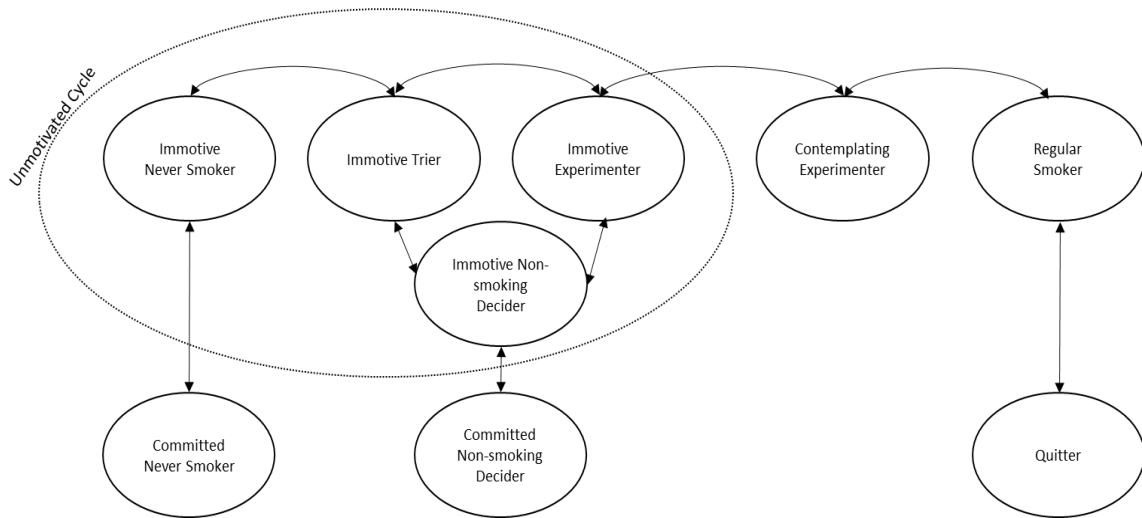 Unmotivated Cycle
Immotive
Never Smoker
Immotive Trier
Immotive
Experimenter
Contemplating
Experimenter
Regular
Smoker
Immotive Non-
smoking
Decider
Committed
Never Smoker
Committed
Non-smoking
Decider
Quitter